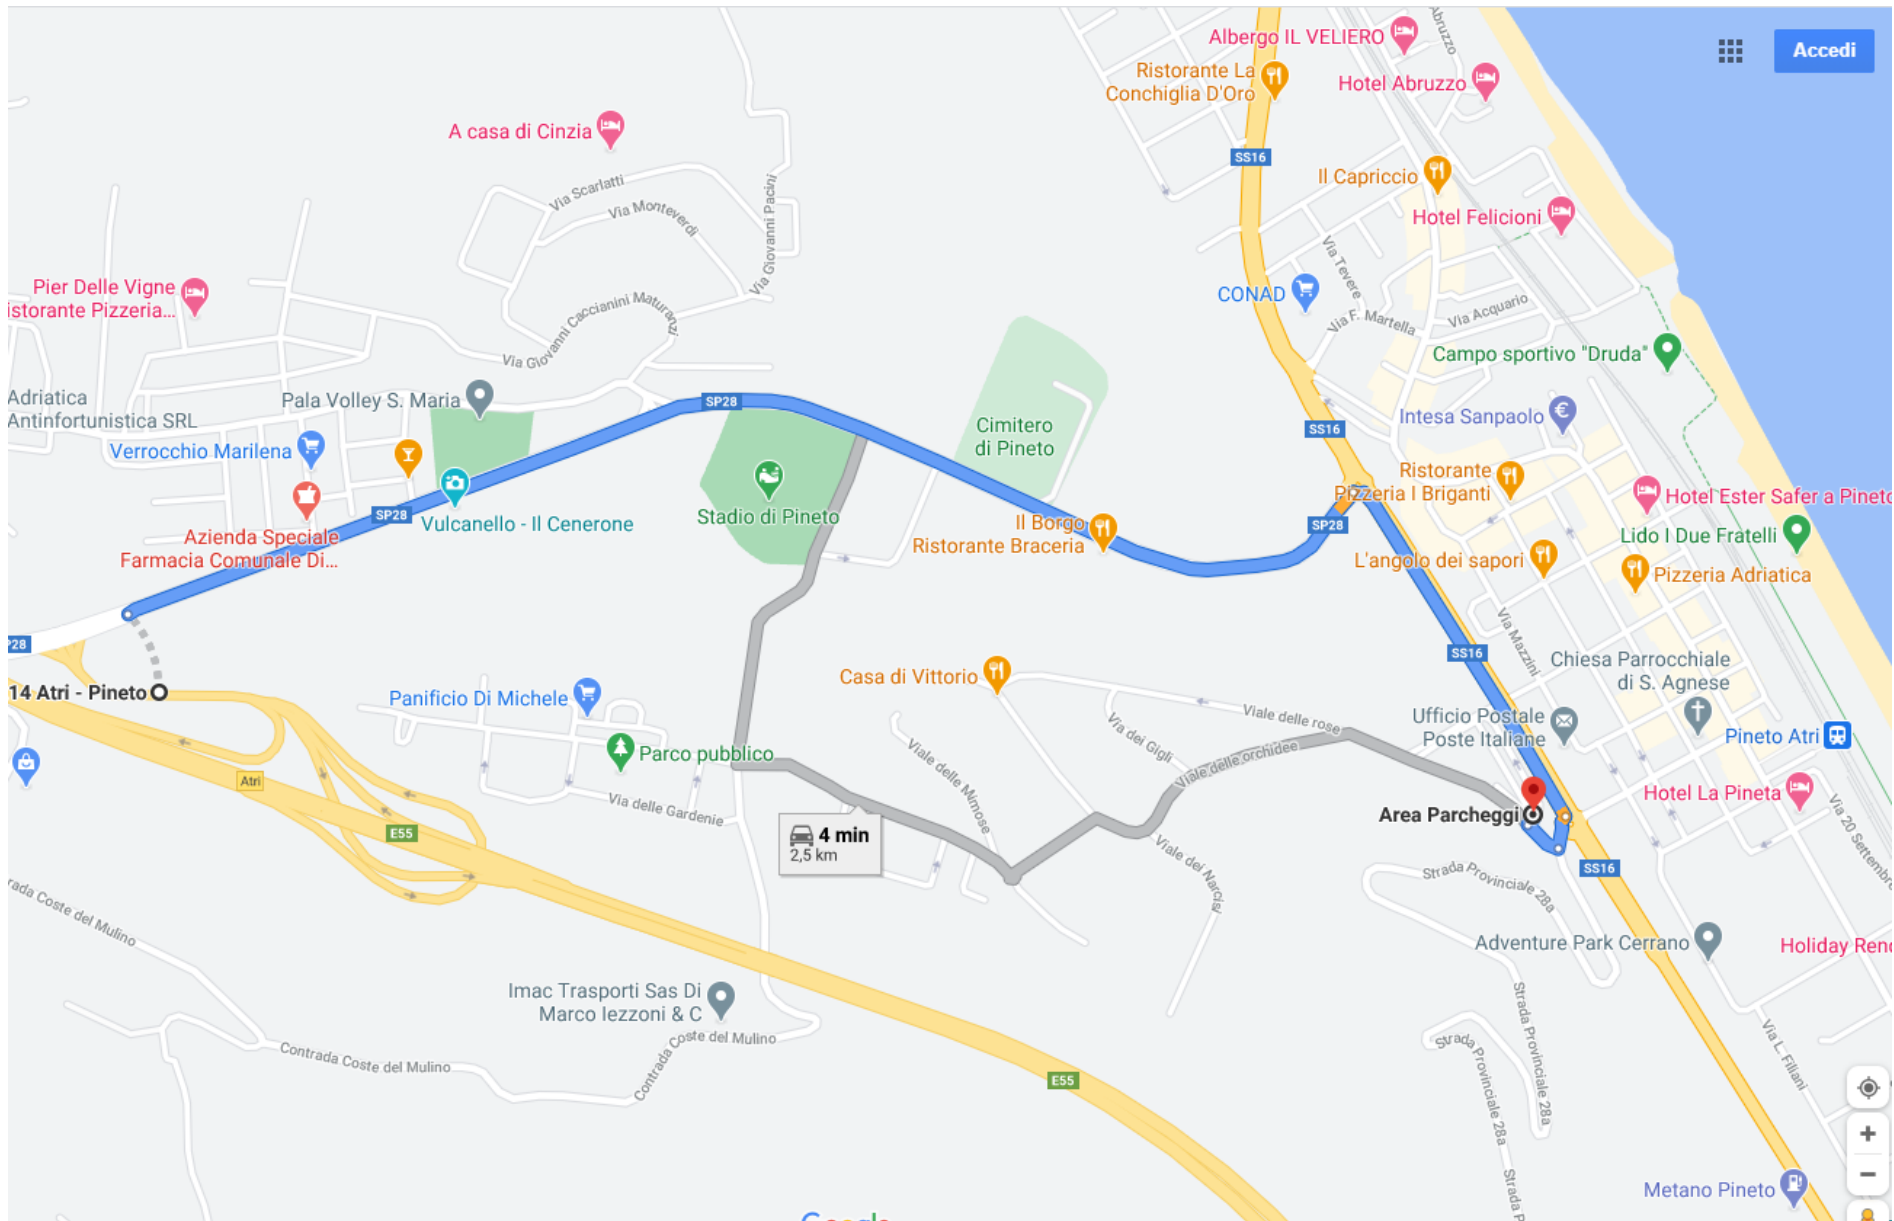 Accedi
Albergo IL VELIERO
Abruzzo
Ristorante La
Conchiglia D'Oro
Hotel Abruzzo
A casa di Cinzia
SS16
Il Capriccio
Via Scarlatti
Via Monteverdi
Via Giovanni Pacini
Hotel Felicioni
Via Tevere
Pier Delle Vigne
istorante Pizzeria...
CONAD
Via Acquario
Via F. Martella
Via Giovanni Caccianini Maturanzi
Campo sportivo "Druda"
Adriatica
Antinfortunistica SRL
Pala Volley S. Maria
SP28
Cimitero
di Pineto
Intesa Sanpaolo
SS16
Verrocchio Marilena
Ristorante
Pizzeria I Briganti
Hotel Ester Safer a Pineto
SP28
Vulcanello - Il Cenerone
Stadio di Pineto
Il Borgo
Ristorante Braceria
SP28
Lido I Due Fratelli
Azienda Speciale
Farmacia Comunale Di...
L'angolo dei sapori
Pizzeria Adriatica
P28
Via Mazzini
SS16
Chiesa Parrocchiale
di S. Agnese
14 Atri - Pineto
Panificio Di Michele
Casa di Vittorio
Viale delle rose
Via dei Gigli
Ufficio Postale
Poste Italiane
Pineto Atri
Parco pubblico
Viale delle Mimose
Viale delle orchidee
Atri
Via delle Gardenie
Hotel La Pineta
Area Parcheggi
4 min
2,5 km
E55
Viale dei Narcisi
Via 20 Settembre
SS16
Strada Provinciale 28a
rada Coste del Mulino
Adventure Park Cerrano
Holiday Reno
Imac Trasporti Sas Di
Marco Iezzoni & C
Strada Provinciale 28a
Contrada Coste del Mulino
Contrada Coste del Mulino
Strada Provinciale 28a
Via L. Filiani
E55
Strada P
Metano Pineto
Google